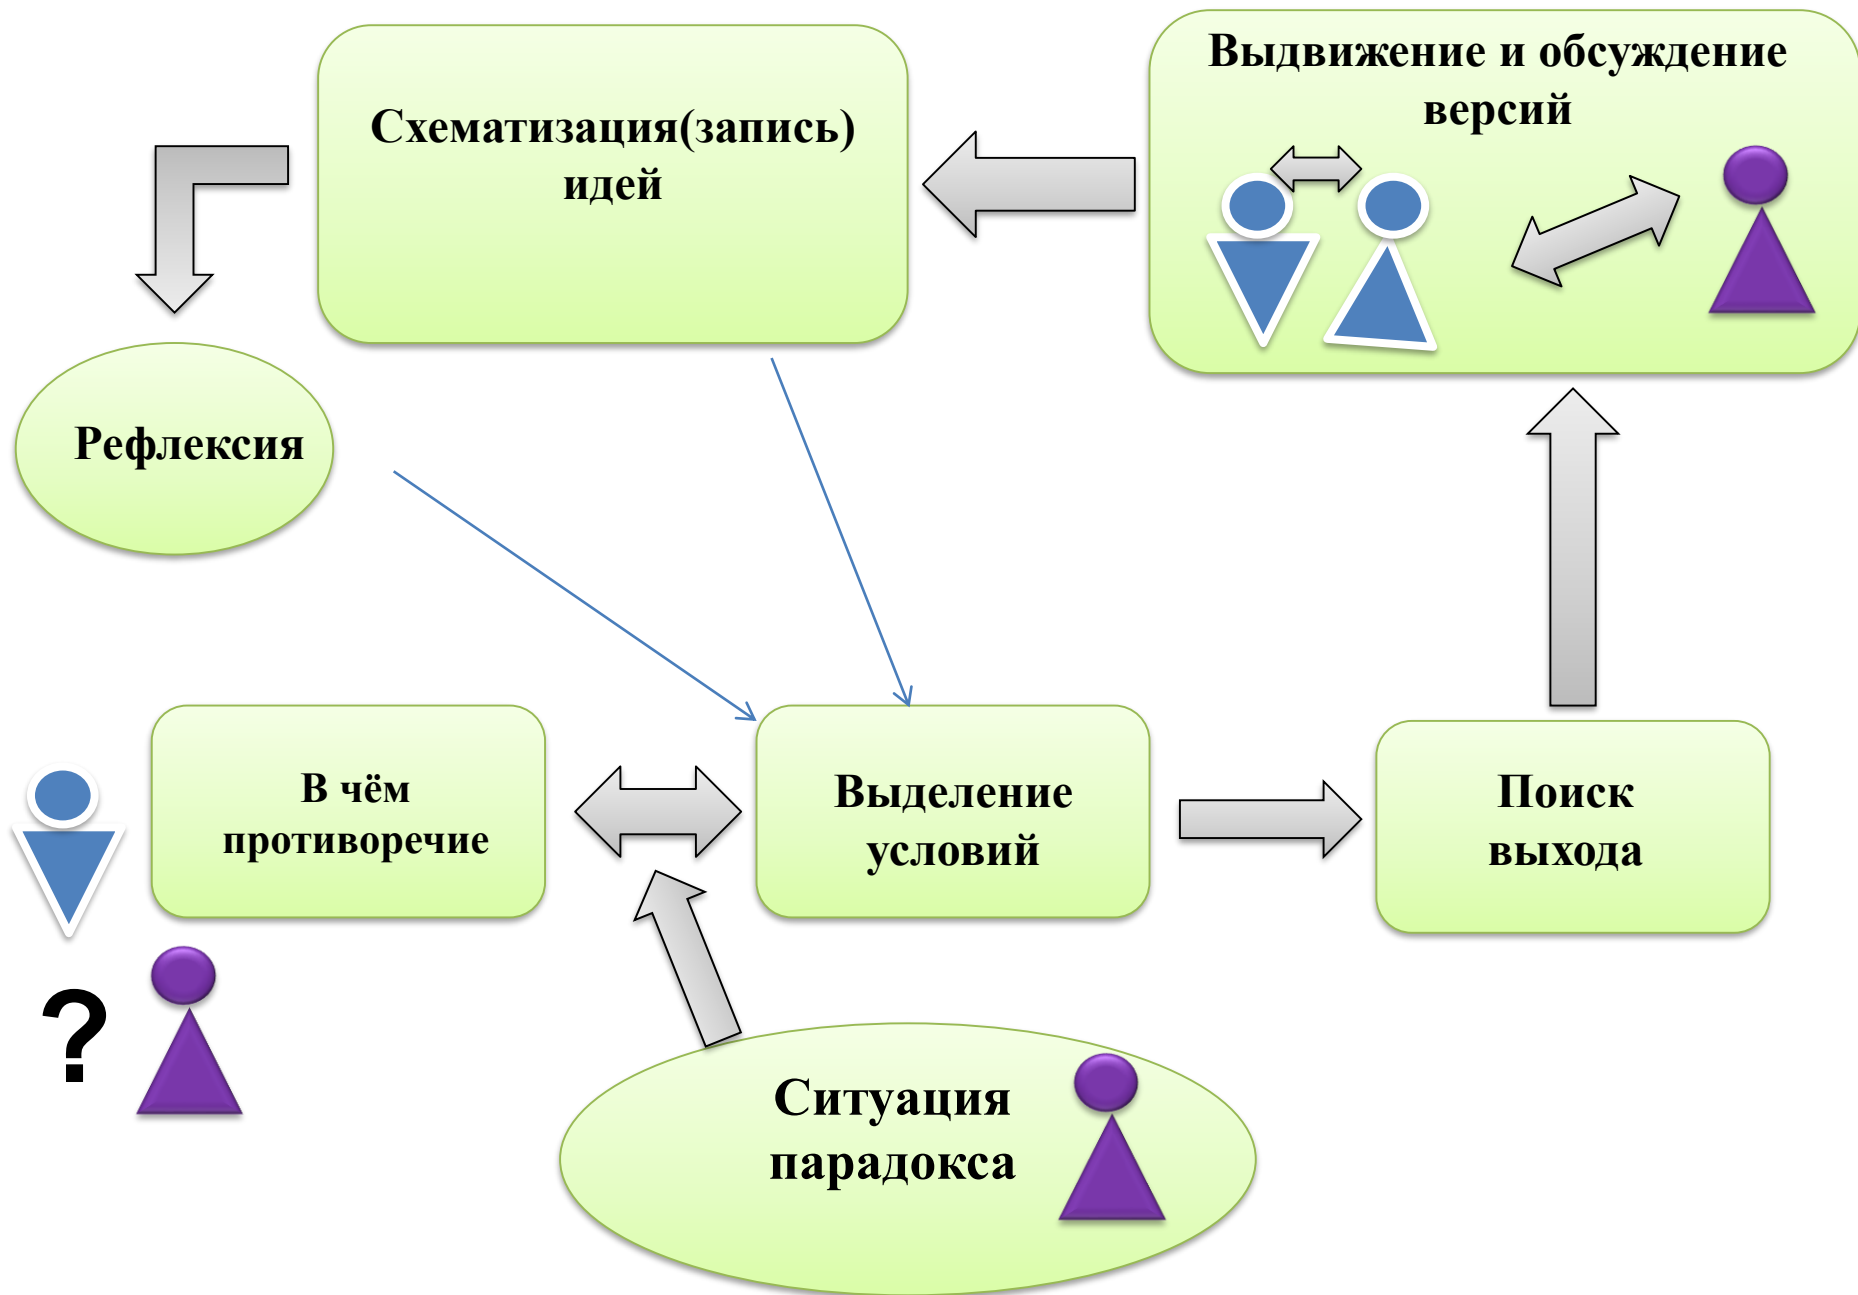 Схематизация(запись)
идей
Выдвижение и обсуждение
версий
Рефлексия
В чём
противоречие
Выделение
условий
Поиск
выхода
?
Ситуация
парадокса